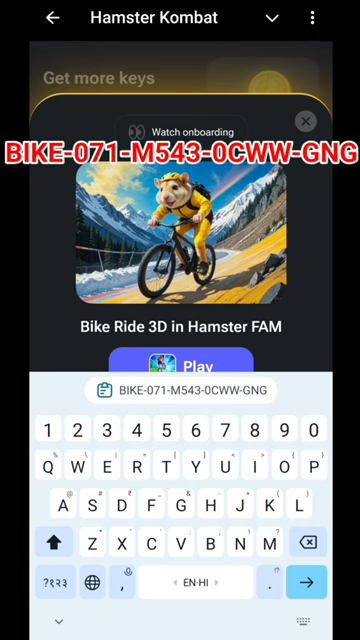 Hamster Kombat
Get more keys
Watch onboarding
BIKE-071-M543-0CWW-GNG
Bike Ride 3D in Hamster FAM
Play
BIKE-071-M543-0CWW-GNG
1 2 3 4 5 6 7 8 9 0
Q W E R T Y U I O P
A S D F G H J K L
Z X C V B N M
?१२३ , EN·HI .